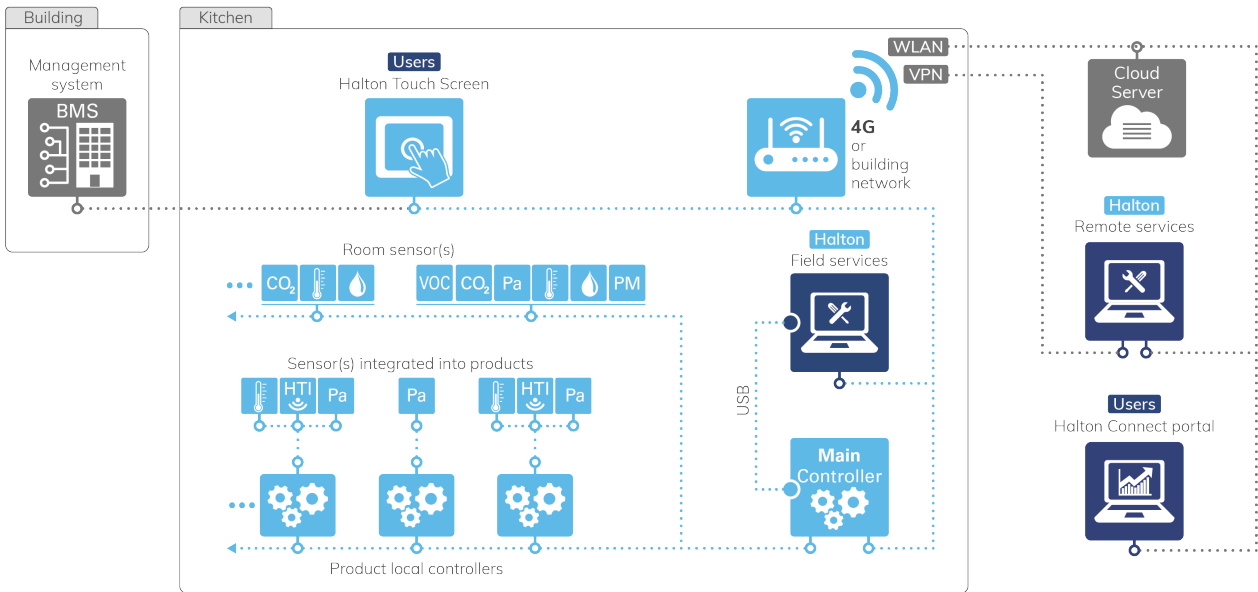 Building
Kitchen
Management
system
BMS
Users
Halton Touch Screen
WLAN
VPN
4G
or
building
network
Cloud
Server
Halton
Remote services
Room sensor(s)
CO₂
VOC CO₂ Pa PM
Halton
Field services
Sensor(s) integrated into products
HTI Pa
Pa
HTI Pa
USB
Main
Controller
Users
Halton Connect portal
Product local controllers